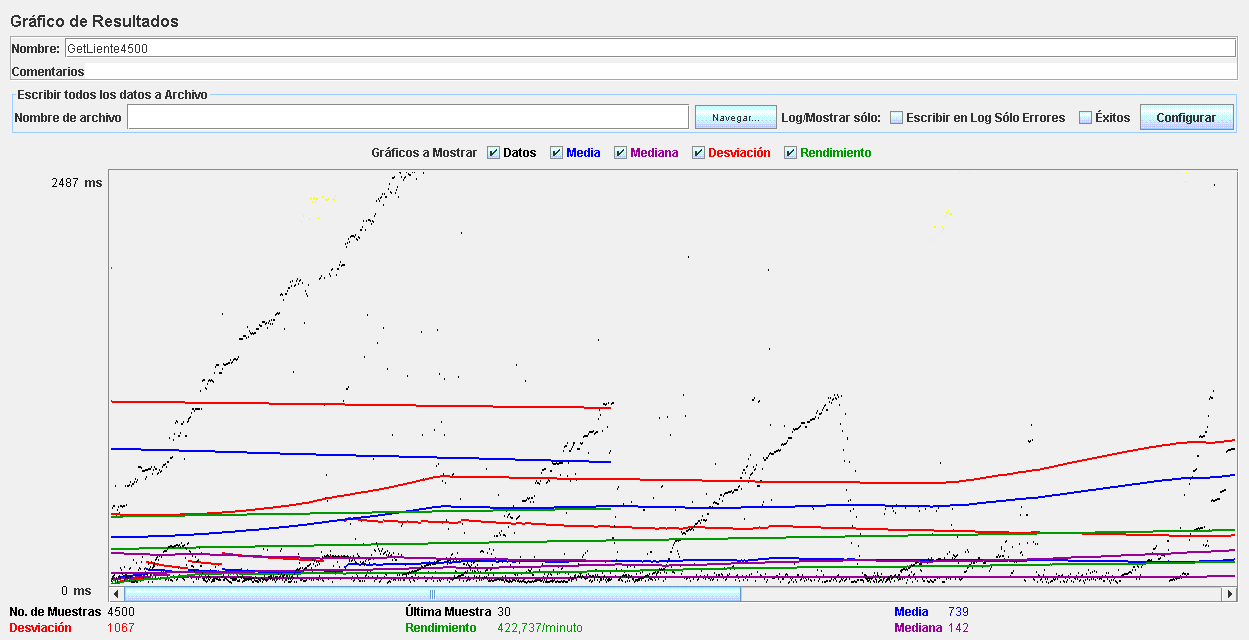 Gráfico de Resultados
Nombre: GetLiente4500
Comentarios
Escribir todos los datos a Archivo
Nombre de archivo Navegar... Log/Mostrar sólo: Escribir en Log Sólo Errores Éxitos Configurar
Gráficos a Mostrar Datos Media Mediana Desviación Rendimiento
2487 ms
0 ms
No. de Muestras 4500 Última Muestra 30 Media 739
Desviación 1067 Rendimiento 422,737/minuto Mediana 142